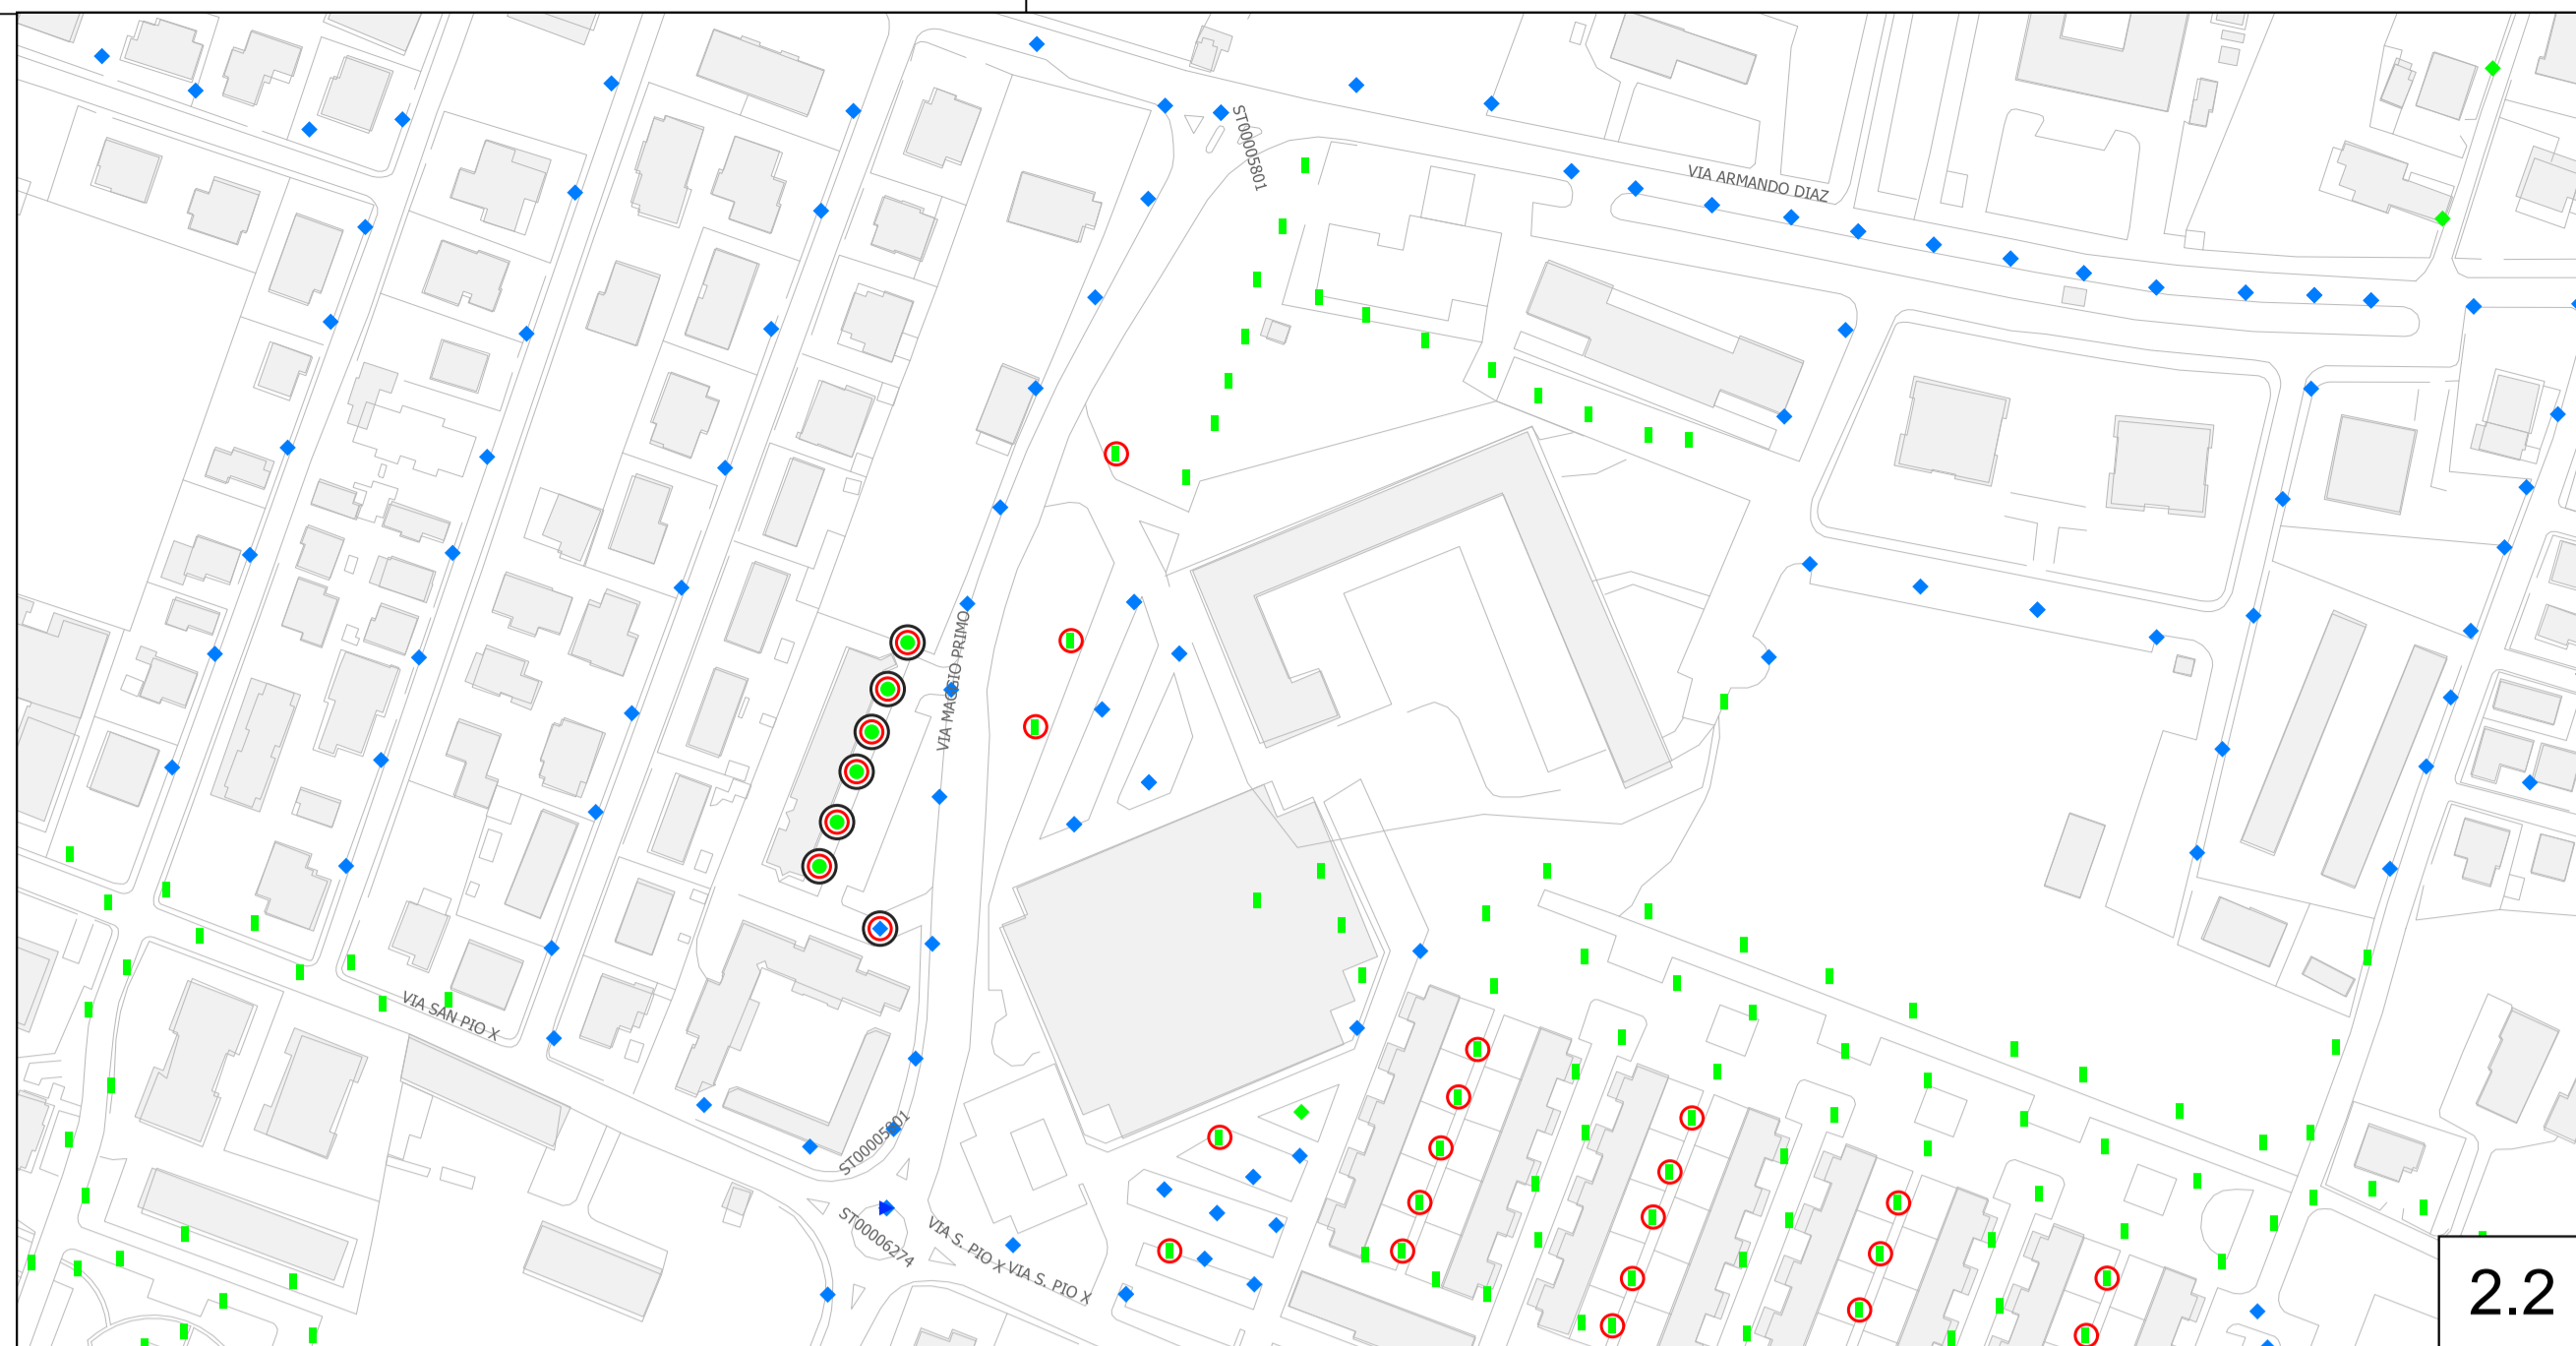 ST00005801
VIA ARMANDO DIAZ
VIA MAGGIO PRIMO
VIA SAN PIO X
ST00005801
ST00006274
VIA S. PIO X
VIA S. PIO X
2.2